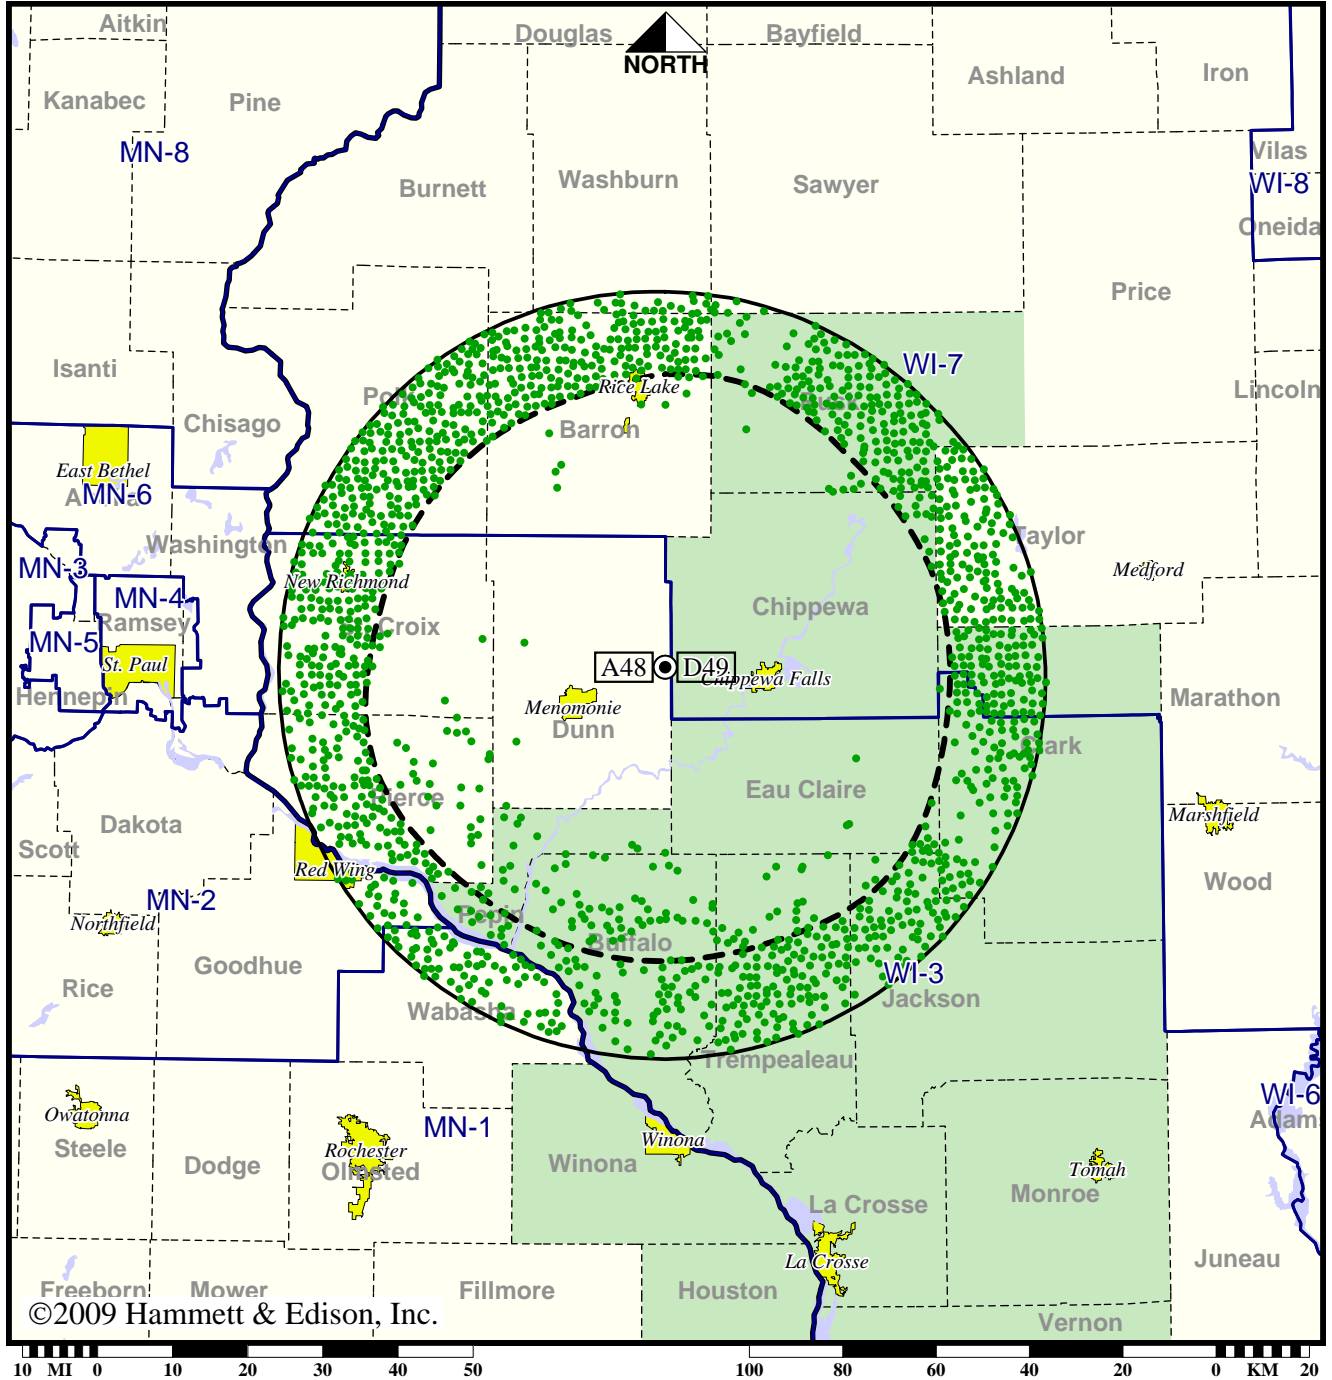 Aitkin
Douglas
Bayfield
NORTH
Ashland
Iron
Kanabec
Pine
MN-8
Vilas
WI-8
Burnett
Washburn
Sawyer
Oneida
Price
Isanti
WI-7
Chisago
Rice Lake
Polk
Rusk
Lincoln
Barron
East Bethel
MN-6
Anoka
Washington
Taylor
MN-3
New Richmond
Medford
MN-4
Chippewa
Ramsey
Croix
MN-5
St. Paul
A48
D49
Chippewa Falls
Hennepin
Menomonie
Marathon
Dunn
Clark
Eau Claire
Pierce
Dakota
Marshfield
Scott
Red Wing
Wood
MN-2
Northfield
Pepin
Buffalo
Goodhue
WI-3
Rice
Jackson
Wabasha
Trempealeau
WI-6
Owatonna
Adams
MN-1
Steele
Rochester
Winona
Dodge
Olmsted
Winona
Tomah
Monroe
La Crosse
La Crosse
Juneau
Freeborn
Mower
Fillmore
Houston
©2009 Hammett & Edison, Inc.
Vernon
10 MI 0 10 20 30 40 50
100 80 60 40 20 0 KM 20